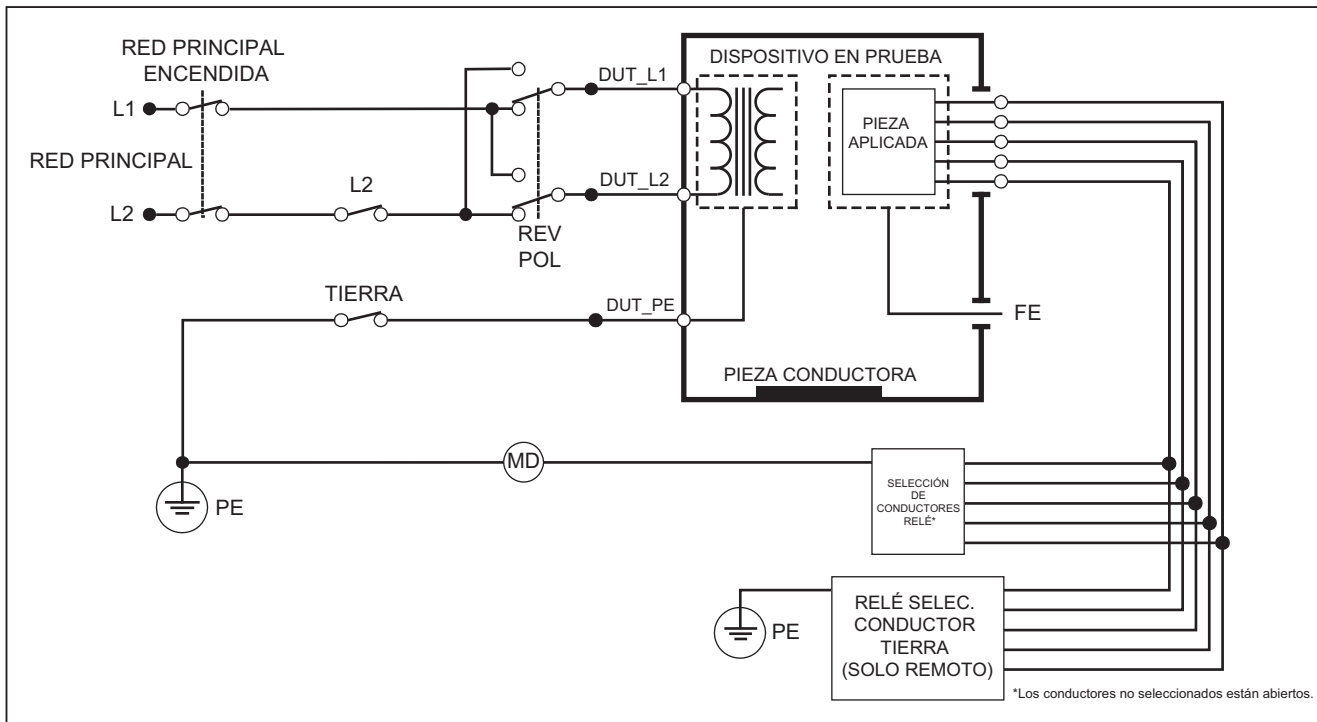 RED PRINCIPAL
ENCENDIDA
L1
RED PRINCIPAL
L2
L2
REV
POL
DUT_L1
DUT_L2
DISPOSITIVO EN PRUEBA
PIEZA
APLICADA
TIERRA
DUT_PE
FE
PIEZA CONDUCTORA
MD
PE
SELECCIÓN
DE
CONDUCTORES
RELÉ*
PE
RELÉ SELEC.
CONDUCTOR
TIERRA
(SOLO REMOTO)
*Los conductores no seleccionados están abiertos.